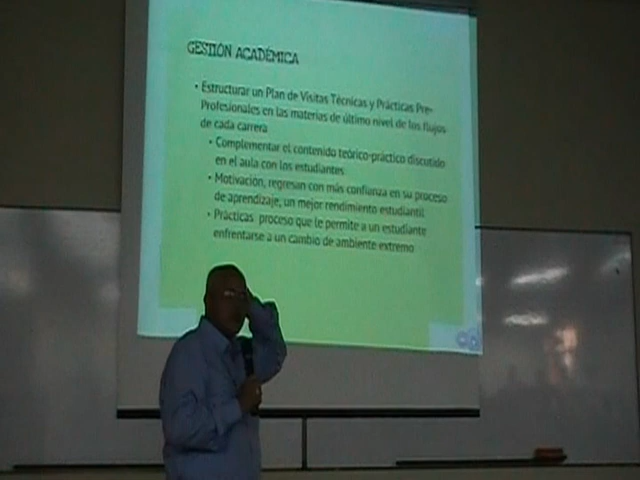 GESTIÓN ACADÉMICA
• Estructurar un Plan de Visitas Técnicas y Prácticas Pre-
Profesionales en las materias de último nivel de los flujos
de cada carrera
• Complementar el contenido teórico-práctico discutido
en el aula con los estudiantes
• Motivación, regresan con más confianza en su proceso
de aprendizaje, un mejor rendimiento estudiantil
• Prácticas proceso que le permite a un estudiante
enfrentarse a un cambio de ambiente extremo